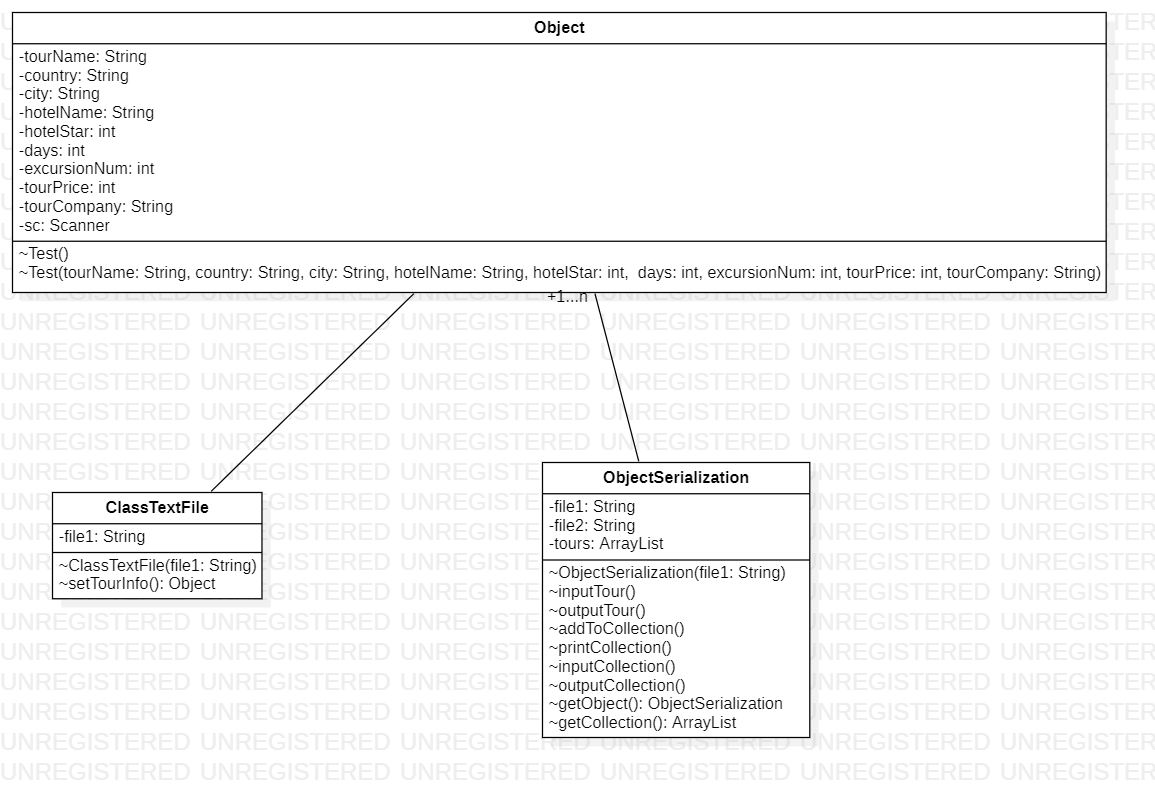 Object
-tourName: String
-country: String
-city: String
-hotelName: String
-hotelStar: int
-days: int
-excursionNum: int
-tourPrice: int
-tourCompany: String
-sc: Scanner
~Test()
~Test(tourName: String, country: String, city: String, hotelName: String, hotelStar: int, days: int, excursionNum: int, tourPrice: int, tourCompany: String)
+1...n
ClassTextFile
-file1: String
~ClassTextFile(file1: String)
~setTourInfo(): Object
ObjectSerialization
-file1: String
-file2: String
-tours: ArrayList
~ObjectSerialization(file1: String)
~inputTour()
~outputTour()
~addToCollection()
~printCollection()
~inputCollection()
~outputCollection()
~getObject(): ObjectSerialization
~getCollection(): ArrayList
UNREGISTERED UNREGISTERED UNREGISTERED UNREGISTERED UNREGISTERED